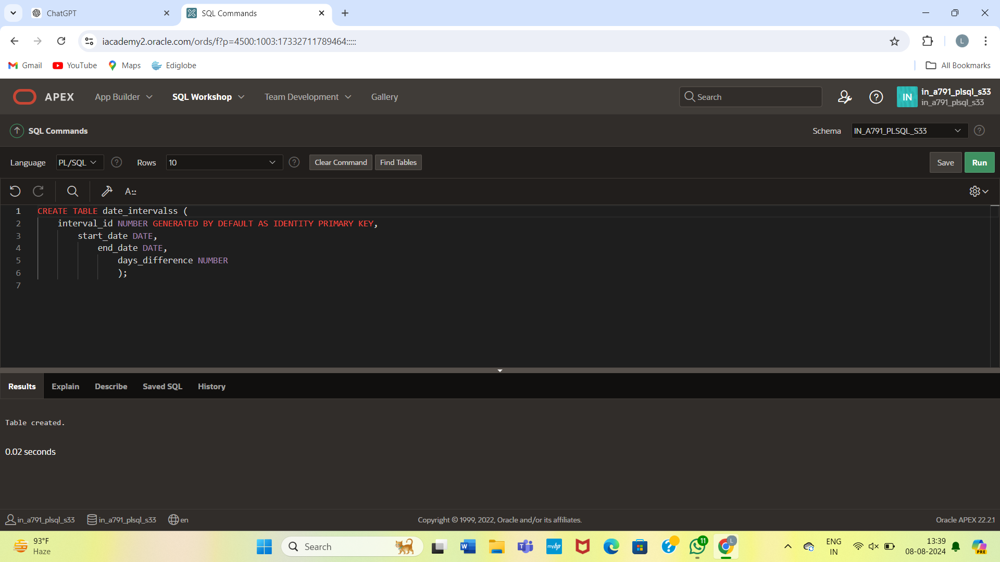 ChatGPT
SQL Commands
iacademy2.oracle.com/ords/f?p=4500:1003:17332711789464:::::
L
Gmail
YouTube
Maps
Ediglobe
All Bookmarks
APEX
App Builder
SQL Workshop
Team Development
Gallery
Search
IN
in_a791_plsql_s33
in_a791_plsql_s33
SQL Commands
Schema
IN_A791_PLSQL_S33
Language
PL/SQL
Rows
10
Clear Command
Find Tables
Save
Run
A::
1 CREATE TABLE date_intervalss (
2 interval_id NUMBER GENERATED BY DEFAULT AS IDENTITY PRIMARY KEY,
3 start_date DATE,
4 end_date DATE,
5 days_difference NUMBER
6 );
7
Results
Explain
Describe
Saved SQL
History
Table created.
0.02 seconds
in_a791_plsql_s33
in_a791_plsql_s33
en
Copyright © 1999, 2022, Oracle and/or its affiliates.
Oracle APEX 22.2.1
93°F
Haze
Search
W
myhp
11
L
ENG
IN
13:39
08-08-2024
PRE